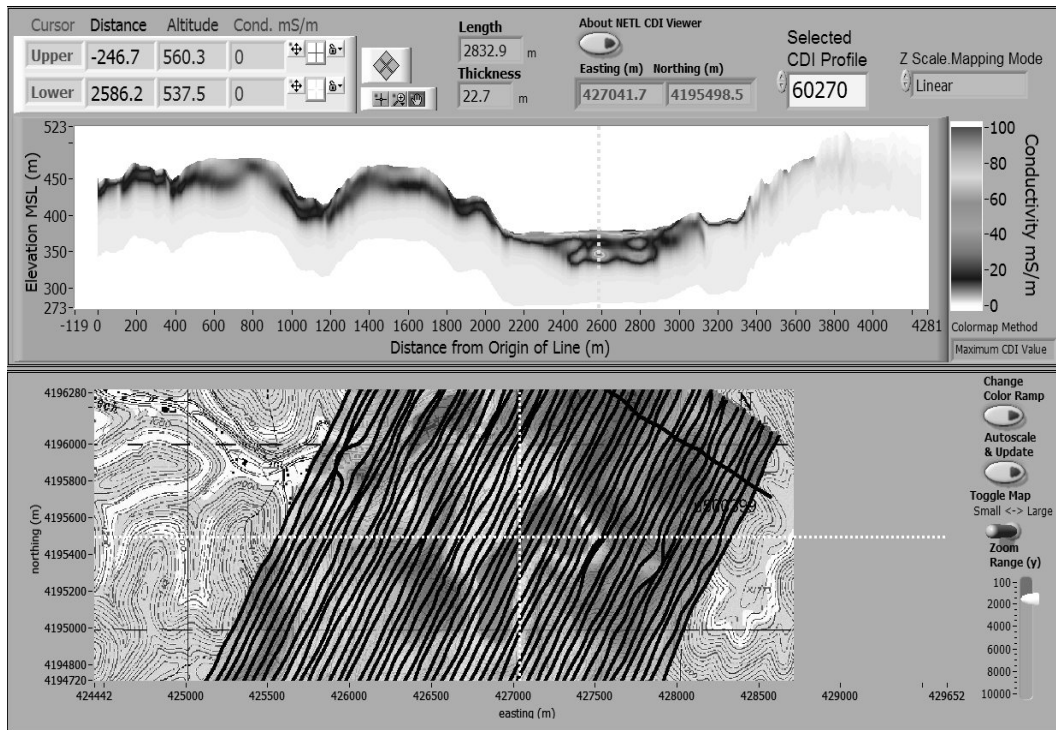 Cursor Distance Altitude Cond. mS/m
Upper -246.7 560.3 0
Lower 2586.2 537.5 0
Length
2832.9 m
Thickness
22.7 m
About NETL CDI Viewer
Easting (m) Northing (m)
427041.7 4195498.5
Selected
CDI Profile
60270
Z Scale.Mapping Mode
Linear
Elevation MSL (m)
523
450
400
350
300
273
-119 0 200 400 600 800 1000 1200 1400 1600 1800 2000 2200 2400 2600 2800 3000 3200 3400 3600 3800 4000 4281
Distance from Origin of Line (m)
100
80
60
40
20
0
Conductivity mS/m
Colormap Method
Maximum CDI Value
northing (m)
4196280
4196000
4195800
4195600
4195400
4195200
4195000
4194800
4194720
424442 425000 425500 426000 426500 427000 427500 428000 428500 429000 429652
easting (m)
N
Change
Color Ramp
Autoscale
& Update
Toggle Map
Small <-> Large
Zoom
Range (y)
100
2000
4000
6000
8000
10000